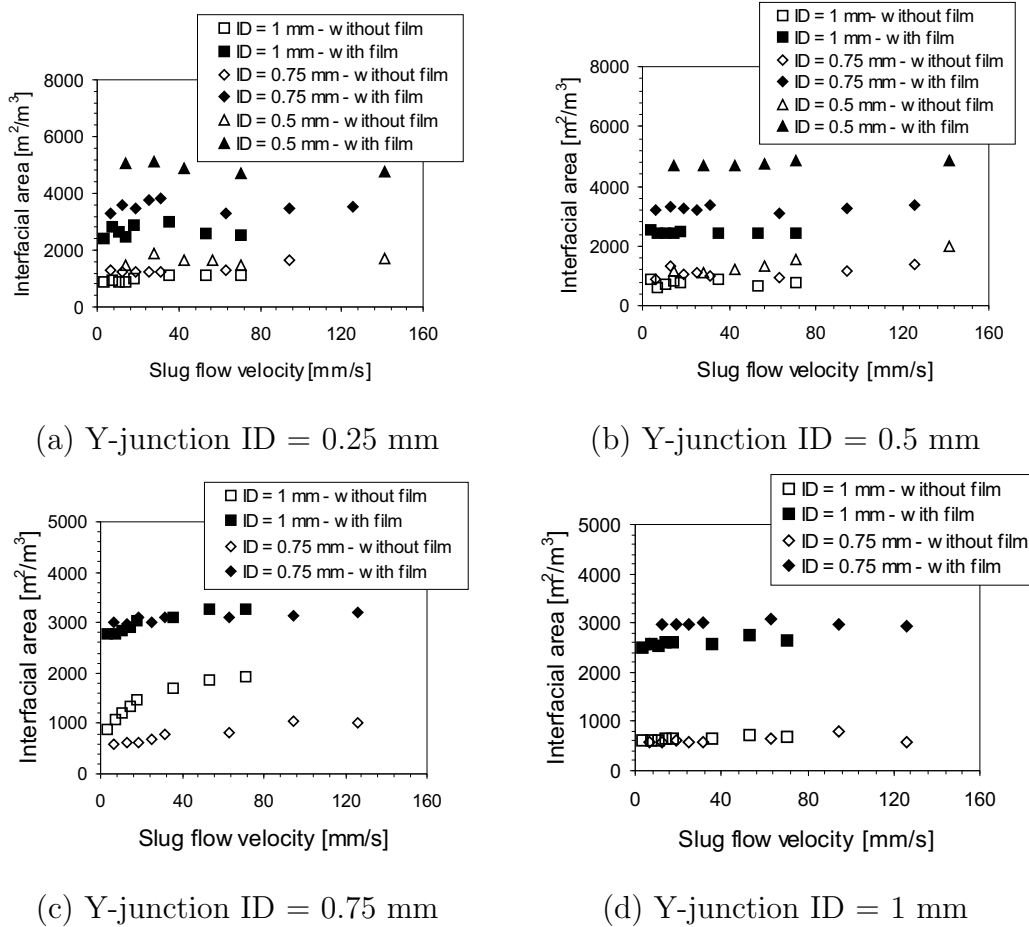 □ ID = 1 mm - without film
■ ID = 1 mm - with film
◇ ID = 0.75 mm - without film
◆ ID = 0.75 mm - with film
△ ID = 0.5 mm - without film
▲ ID = 0.5 mm - with film
Interfacial area [m²/m³]
8000
6000
4000
2000
0
0 40 80 120 160
Slug flow velocity [mm/s]
(a) Y-junction ID = 0.25 mm
□ ID = 1 mm - without film
■ ID = 1 mm - with film
◇ ID = 0.75 mm - without film
◆ ID = 0.75 mm - with film
△ ID = 0.5 mm - without film
▲ ID = 0.5 mm - with film
Interfacial area [m²/m³]
8000
6000
4000
2000
0
0 40 80 120 160
Slug flow velocity [mm/s]
(b) Y-junction ID = 0.5 mm
□ ID = 1 mm - without film
■ ID = 1 mm - with film
◇ ID = 0.75 mm - without film
◆ ID = 0.75 mm - with film
Interfacial area [m²/m³]
5000
4000
3000
2000
1000
0
0 40 80 120 160
Slug flow velocity [mm/s]
(c) Y-junction ID = 0.75 mm
□ ID = 1 mm - without film
■ ID = 1 mm - with film
◇ ID = 0.75 mm - without film
◆ ID = 0.75 mm - with film
Interfacial area [m²/m³]
5000
4000
3000
2000
1000
0
0 40 80 120 160
Slug flow velocity [mm/s]
(d) Y-junction ID = 1 mm